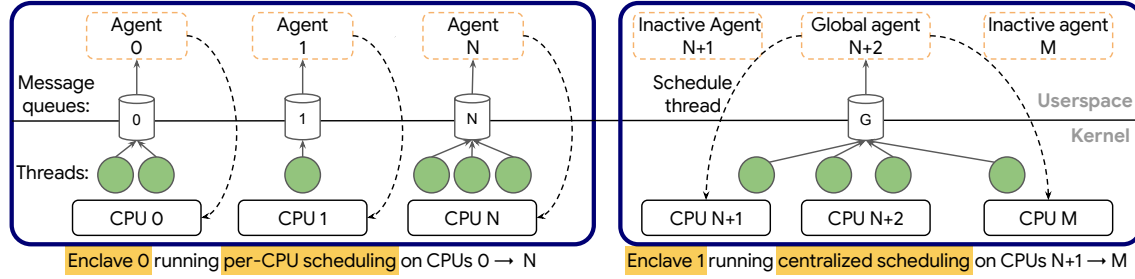 Agent
0
Agent
1
Agent
N
Message
queues:
0
1
N
Threads:
CPU 0
CPU 1
CPU N
Enclave 0 running per-CPU scheduling on CPUs 0 → N
Inactive Agent
N+1
Global agent
N+2
Inactive agent
M
Schedule
thread
Userspace
G
Kernel
CPU N+1
CPU N+2
CPU M
Enclave 1 running centralized scheduling on CPUs N+1 → M